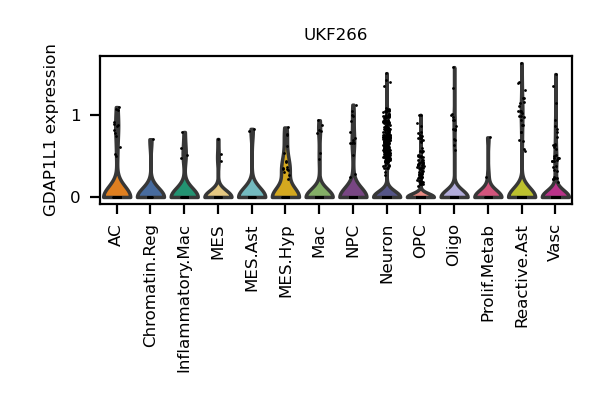 UKF266
GDAP1L1 expression
1
0
AC
Chromatin.Reg
Inflammatory.Mac
MES
MES.Ast
MES.Hyp
Mac
NPC
Neuron
OPC
Oligo
Prolif.Metab
Reactive.Ast
Vasc